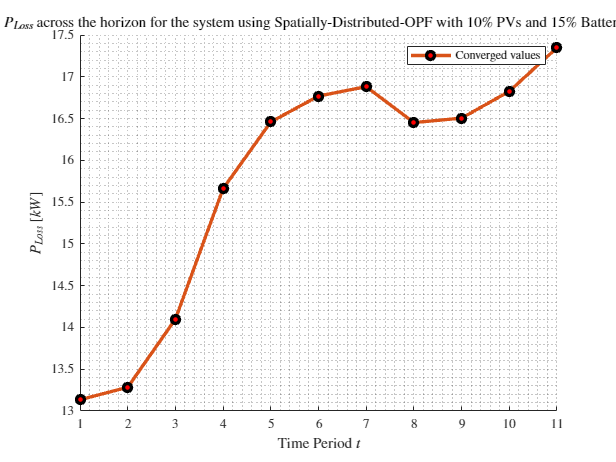 P_Loss across the horizon for the system using Spatially-Distributed-OPF with 10% PVs and 15% Batter
Converged values
17.5
17
16.5
16
15.5
15
14.5
14
13.5
13
P_Loss [kW]
1 2 3 4 5 6 7 8 9 10 11
Time Period t